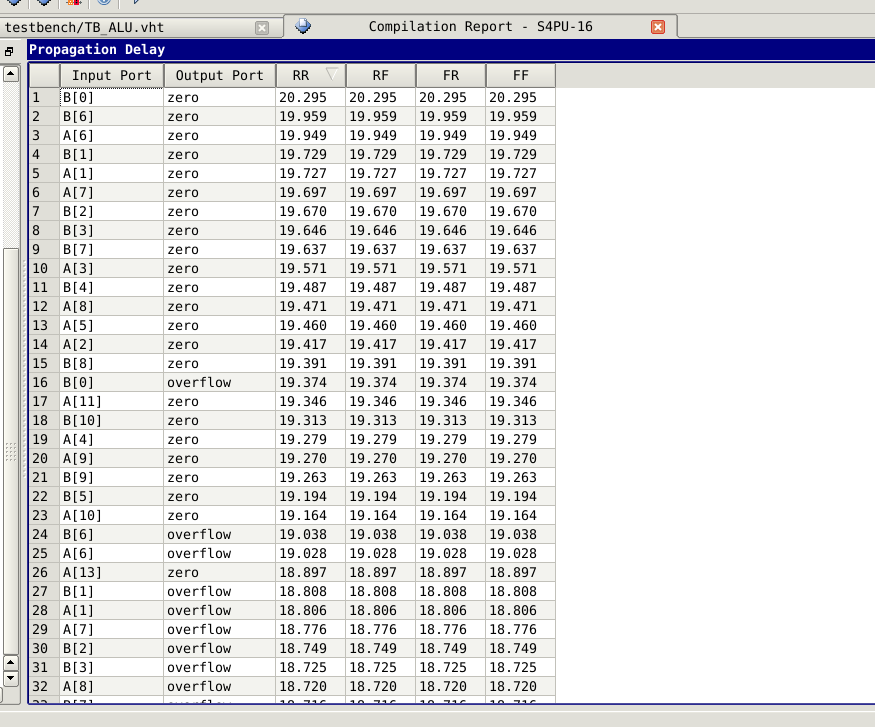 testbench/TB_ALU.vht
Compilation Report - S4PU-16
Propagation Delay
Input Port Output Port RR RF FR FF
1 B[0] zero 20.295 20.295 20.295 20.295
2 B[6] zero 19.959 19.959 19.959 19.959
3 A[6] zero 19.949 19.949 19.949 19.949
4 B[1] zero 19.729 19.729 19.729 19.729
5 A[1] zero 19.727 19.727 19.727 19.727
6 A[7] zero 19.697 19.697 19.697 19.697
7 B[2] zero 19.670 19.670 19.670 19.670
8 B[3] zero 19.646 19.646 19.646 19.646
9 B[7] zero 19.637 19.637 19.637 19.637
10 A[3] zero 19.571 19.571 19.571 19.571
11 B[4] zero 19.487 19.487 19.487 19.487
12 A[8] zero 19.471 19.471 19.471 19.471
13 A[5] zero 19.460 19.460 19.460 19.460
14 A[2] zero 19.417 19.417 19.417 19.417
15 B[8] zero 19.391 19.391 19.391 19.391
16 B[0] overflow 19.374 19.374 19.374 19.374
17 A[11] zero 19.346 19.346 19.346 19.346
18 B[10] zero 19.313 19.313 19.313 19.313
19 A[4] zero 19.279 19.279 19.279 19.279
20 A[9] zero 19.270 19.270 19.270 19.270
21 B[9] zero 19.263 19.263 19.263 19.263
22 B[5] zero 19.194 19.194 19.194 19.194
23 A[10] zero 19.164 19.164 19.164 19.164
24 B[6] overflow 19.038 19.038 19.038 19.038
25 A[6] overflow 19.028 19.028 19.028 19.028
26 A[13] zero 18.897 18.897 18.897 18.897
27 B[1] overflow 18.808 18.808 18.808 18.808
28 A[1] overflow 18.806 18.806 18.806 18.806
29 A[7] overflow 18.776 18.776 18.776 18.776
30 B[2] overflow 18.749 18.749 18.749 18.749
31 B[3] overflow 18.725 18.725 18.725 18.725
32 A[8] overflow 18.720 18.720 18.720 18.720